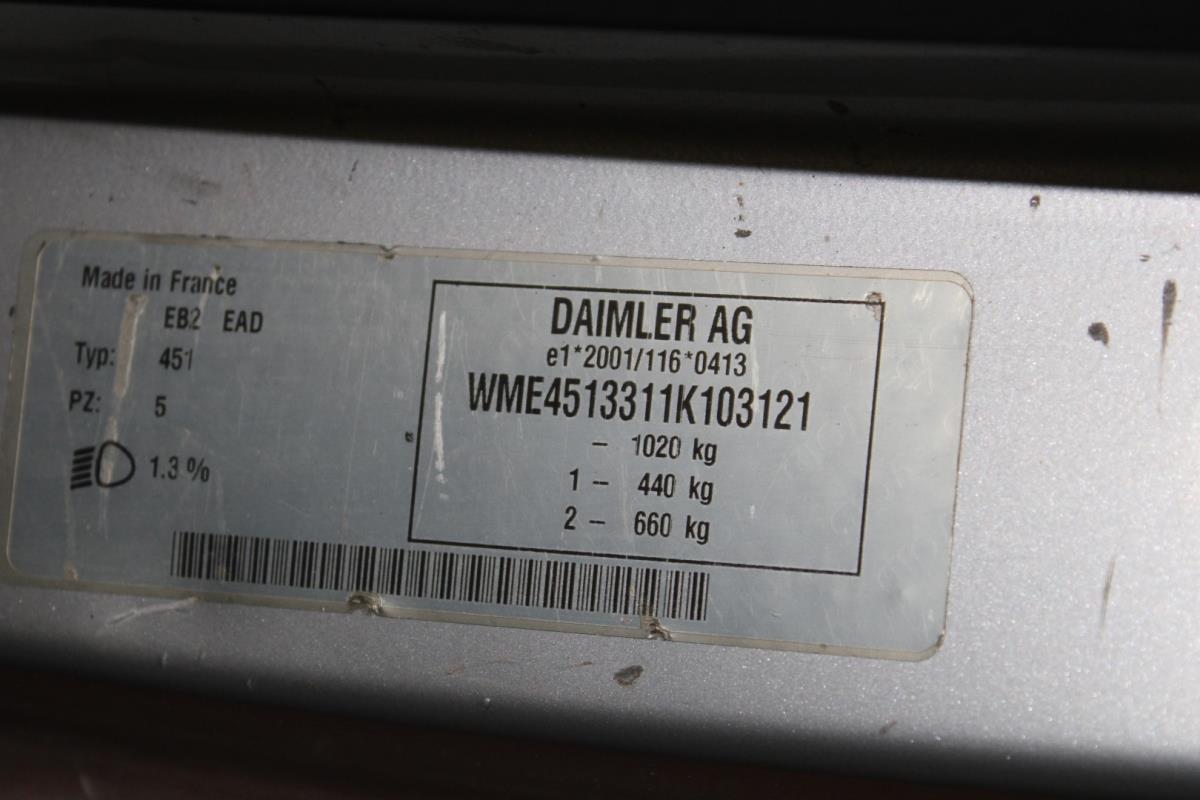 Made in France
EB2 EAD
Typ: 451
PZ: 5
1.3 %
DAIMLER AG
e1*2001/116*0413
WME4513311K103121
– 1020 kg
1 – 440 kg
2 – 660 kg